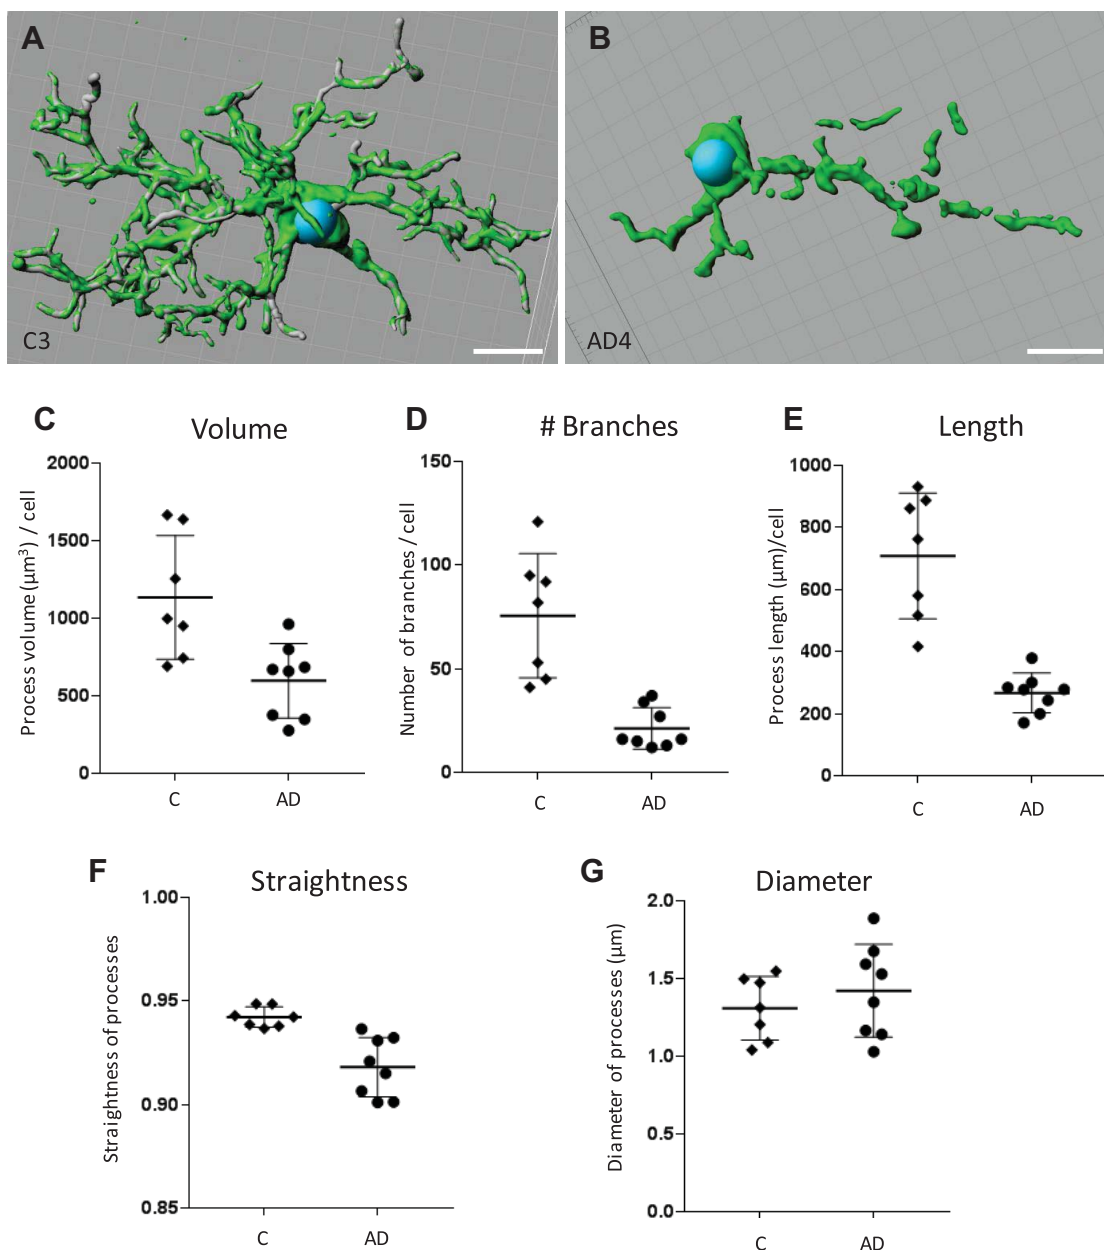 A
C3
B
AD4
C
Volume
Process volume (µm³) / cell
2000
1500
1000
500
0
C
AD
D
# Branches
Number of branches / cell
150
100
50
0
C
AD
E
Length
Process length (µm)/cell
1000
800
600
400
200
0
C
AD
F
Straightness
Straightness of processes
1.00
0.95
0.90
0.85
C
AD
G
Diameter
Diameter of processes (µm)
2.0
1.5
1.0
0.5
0.0
C
AD